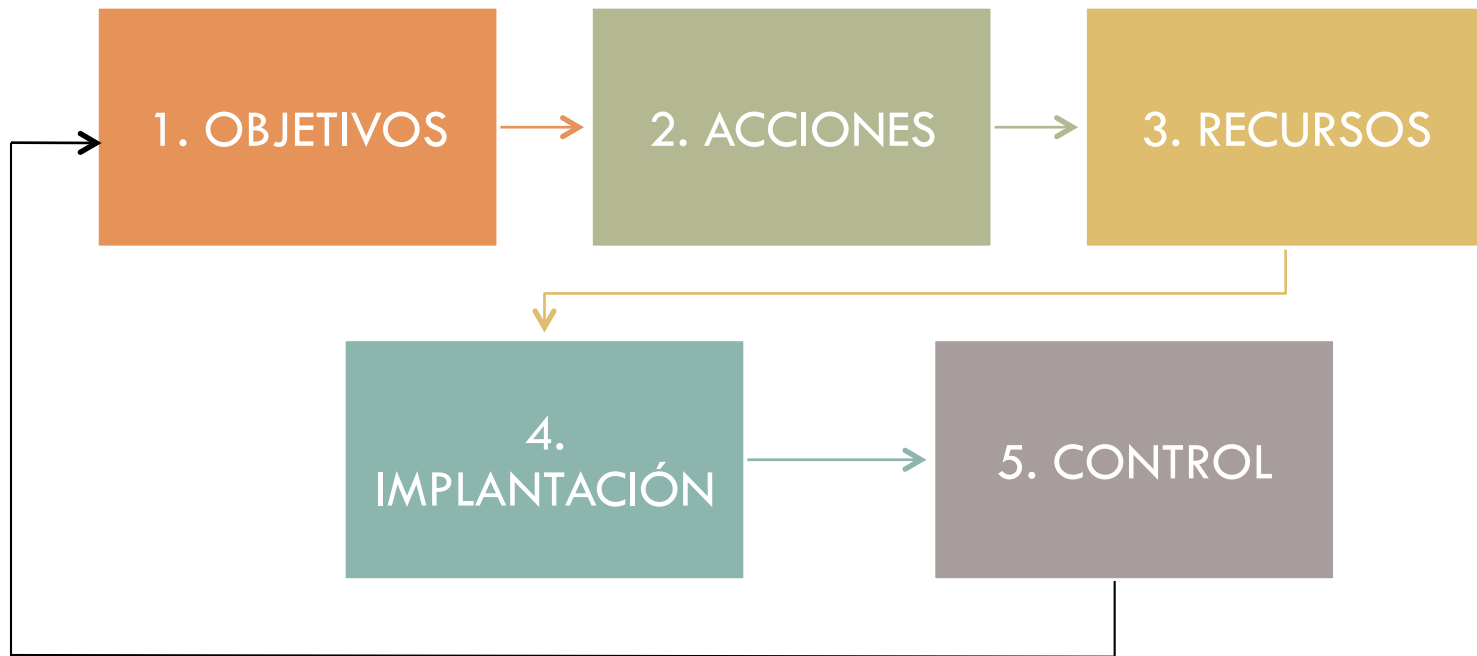 1. OBJETIVOS
2. ACCIONES
3. RECURSOS
4.
IMPLANTACIÓN
5. CONTROL